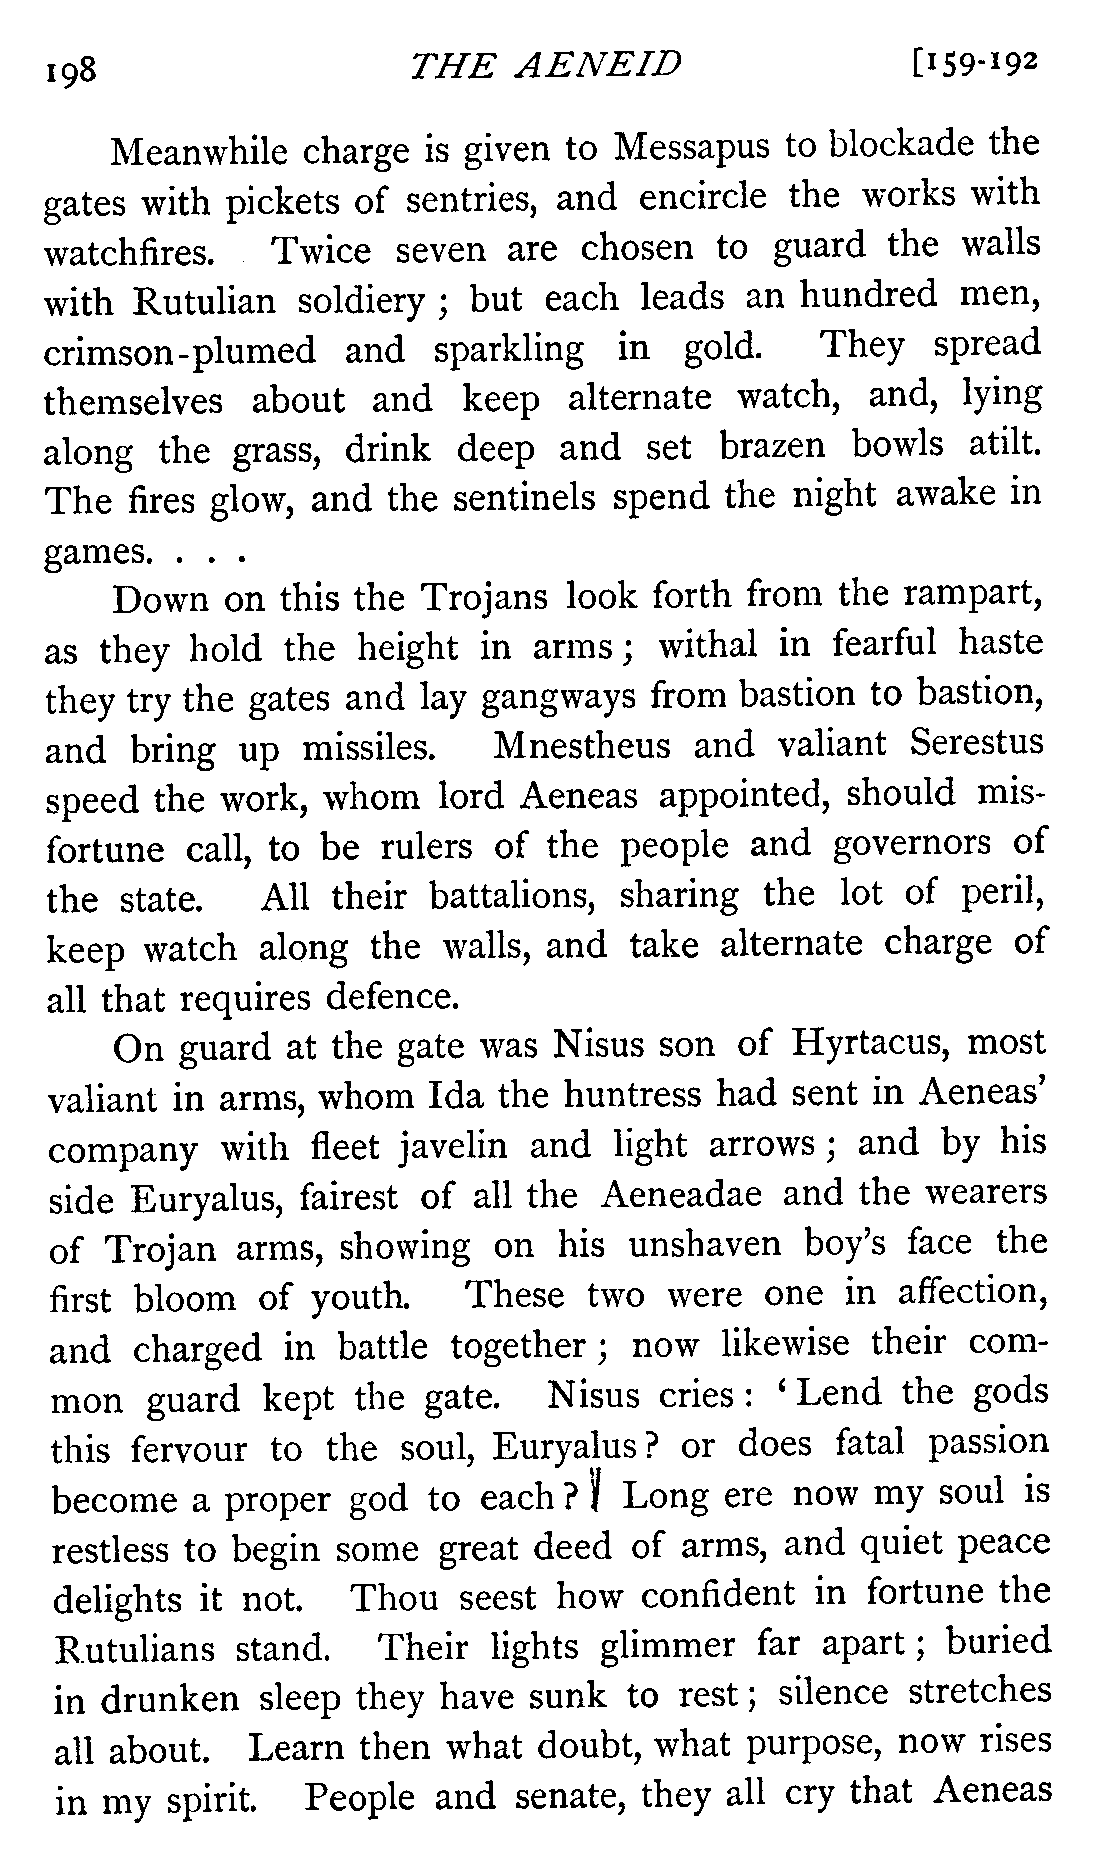 198 THE AENEID [159-192
Meanwhile charge is given to Messapus to blockade the
gates with pickets of sentries, and encircle the works with
watchfires. Twice seven are chosen to guard the walls
with Rutulian soldiery ; but each leads an hundred men,
crimson-plumed and sparkling in gold. They spread
themselves about and keep alternate watch, and, lying
along the grass, drink deep and set brazen bowls atilt.
The fires glow, and the sentinels spend the night awake in
games. . . .
Down on this the Trojans look forth from the rampart,
as they hold the height in arms ; withal in fearful haste
they try the gates and lay gangways from bastion to bastion,
and bring up missiles. Mnestheus and valiant Serestus
speed the work, whom lord Aeneas appointed, should mis-
fortune call, to be rulers of the people and governors of
the state. All their battalions, sharing the lot of peril,
keep watch along the walls, and take alternate charge of
all that requires defence.
On guard at the gate was Nisus son of Hyrtacus, most
valiant in arms, whom Ida the huntress had sent in Aeneas'
company with fleet javelin and light arrows ; and by his
side Euryalus, fairest of all the Aeneadae and the wearers
of Trojan arms, showing on his unshaven boy's face the
first bloom of youth. These two were one in affection,
and charged in battle together ; now likewise their com-
mon guard kept the gate. Nisus cries : ‘ Lend the gods
this fervour to the soul, Euryalus ? or does fatal passion
become a proper god to each ? Long ere now my soul is
restless to begin some great deed of arms, and quiet peace
delights it not. Thou seest how confident in fortune the
Rutulians stand. Their lights glimmer far apart ; buried
in drunken sleep they have sunk to rest ; silence stretches
all about. Learn then what doubt, what purpose, now rises
in my spirit. People and senate, they all cry that Aeneas